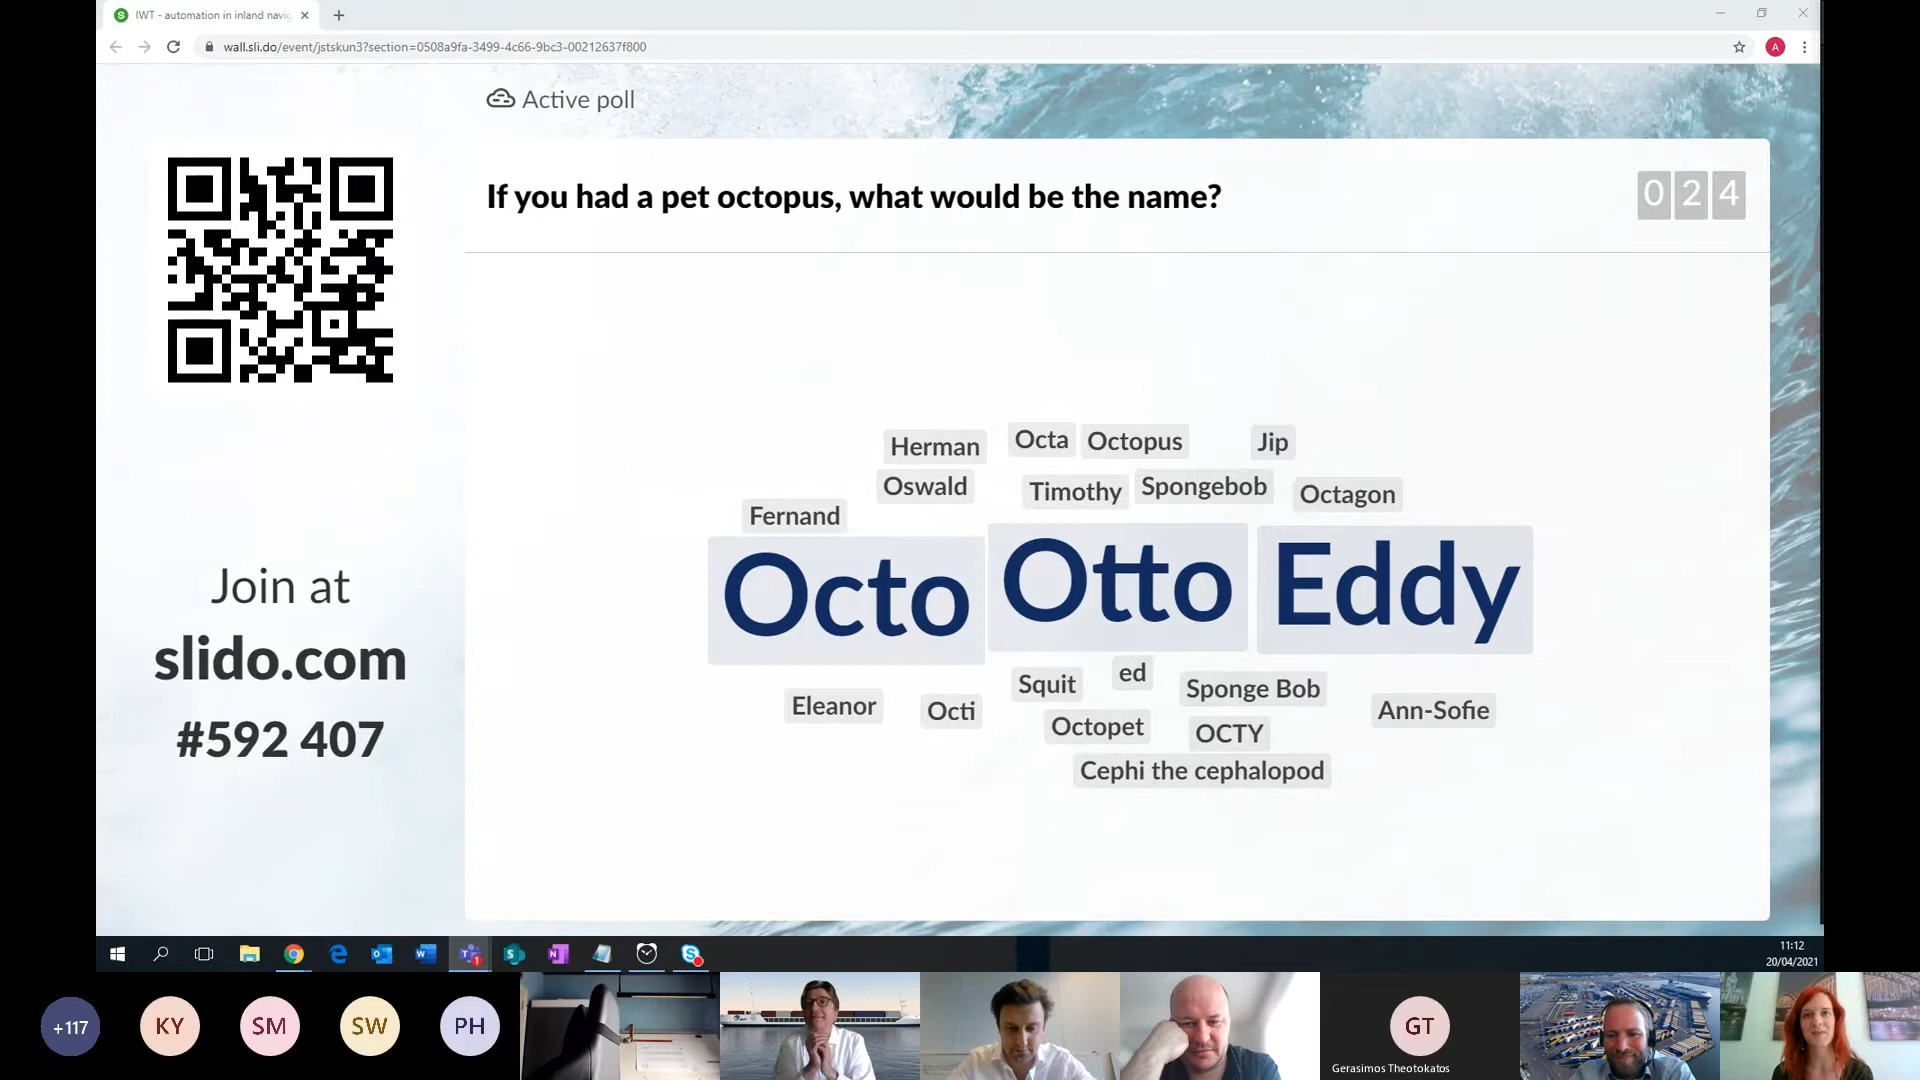 IWT - automation in inland navig
wall.sli.do/event/jstskun3?section=0508a9fa-3499-4c66-9bc3-00212637f800
A
Active poll
If you had a pet octopus, what would be the name?
024
Herman
Octa
Octopus
Jip
Oswald
Timothy
Spongebob
Octagon
Fernand
Octo
Otto
Eddy
Squit
ed
Sponge Bob
Eleanor
Octi
Ann-Sofie
Octopet
OCTY
Cephi the cephalopod
Join at
slido.com
#592 407
11:12
20/04/2021
+117
KY
SM
SW
PH
GT
Gerasimos Theotokatos